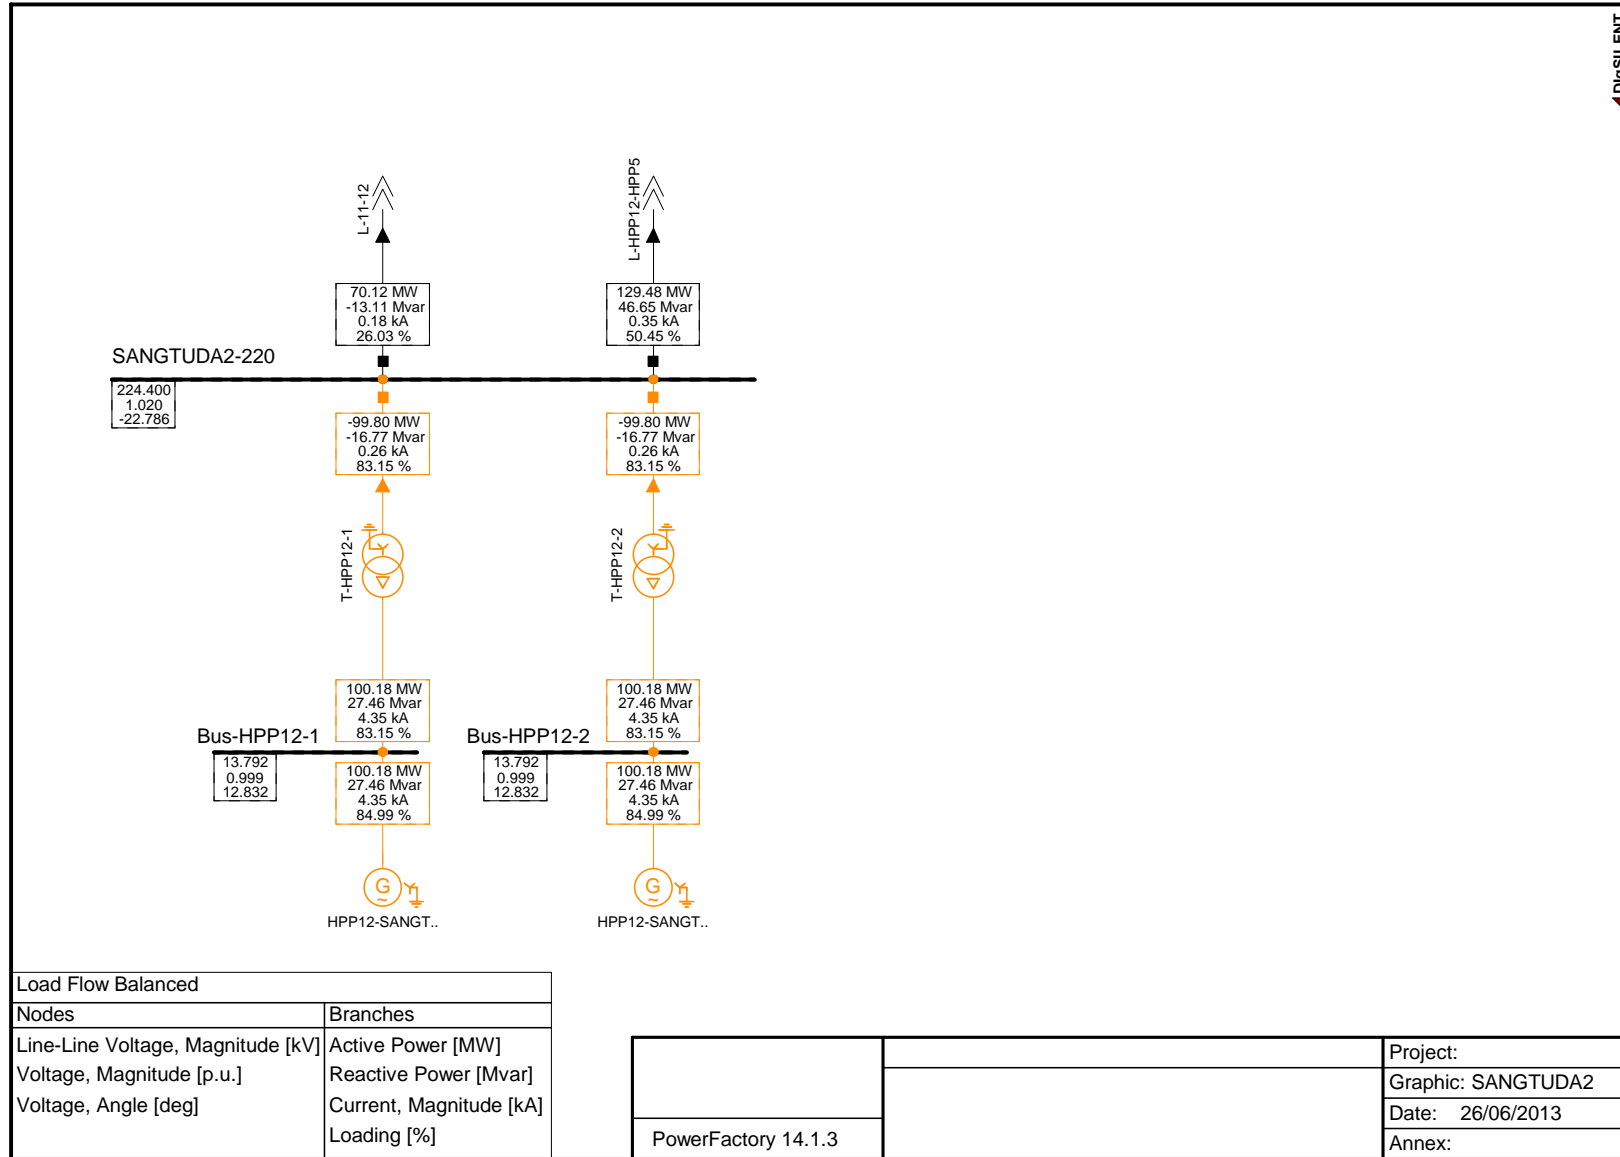 DIgSILENT
L-11-12
L-HPP12-HPP5
70.12 MW
-13.11 Mvar
0.18 kA
26.03 %
129.48 MW
46.65 Mvar
0.35 kA
50.45 %
SANGTUDA2-220
224.400
1.020
-22.786
-99.80 MW
-16.77 Mvar
0.26 kA
83.15 %
-99.80 MW
-16.77 Mvar
0.26 kA
83.15 %
T-HPP12-1
T-HPP12-2
100.18 MW
27.46 Mvar
4.35 kA
83.15 %
100.18 MW
27.46 Mvar
4.35 kA
83.15 %
Bus-HPP12-1
13.792
0.999
12.832
Bus-HPP12-2
13.792
0.999
12.832
100.18 MW
27.46 Mvar
4.35 kA
84.99 %
100.18 MW
27.46 Mvar
4.35 kA
84.99 %
G
~
G
~
HPP12-SANGT..
HPP12-SANGT..
Load Flow Balanced
Nodes
Branches
Line-Line Voltage, Magnitude [kV]
Active Power [MW]
Voltage, Magnitude [p.u.]
Reactive Power [Mvar]
Voltage, Angle [deg]
Current, Magnitude [kA]
Loading [%]
PowerFactory 14.1.3
Project:
Graphic: SANGTUDA2
Date: 26/06/2013
Annex: